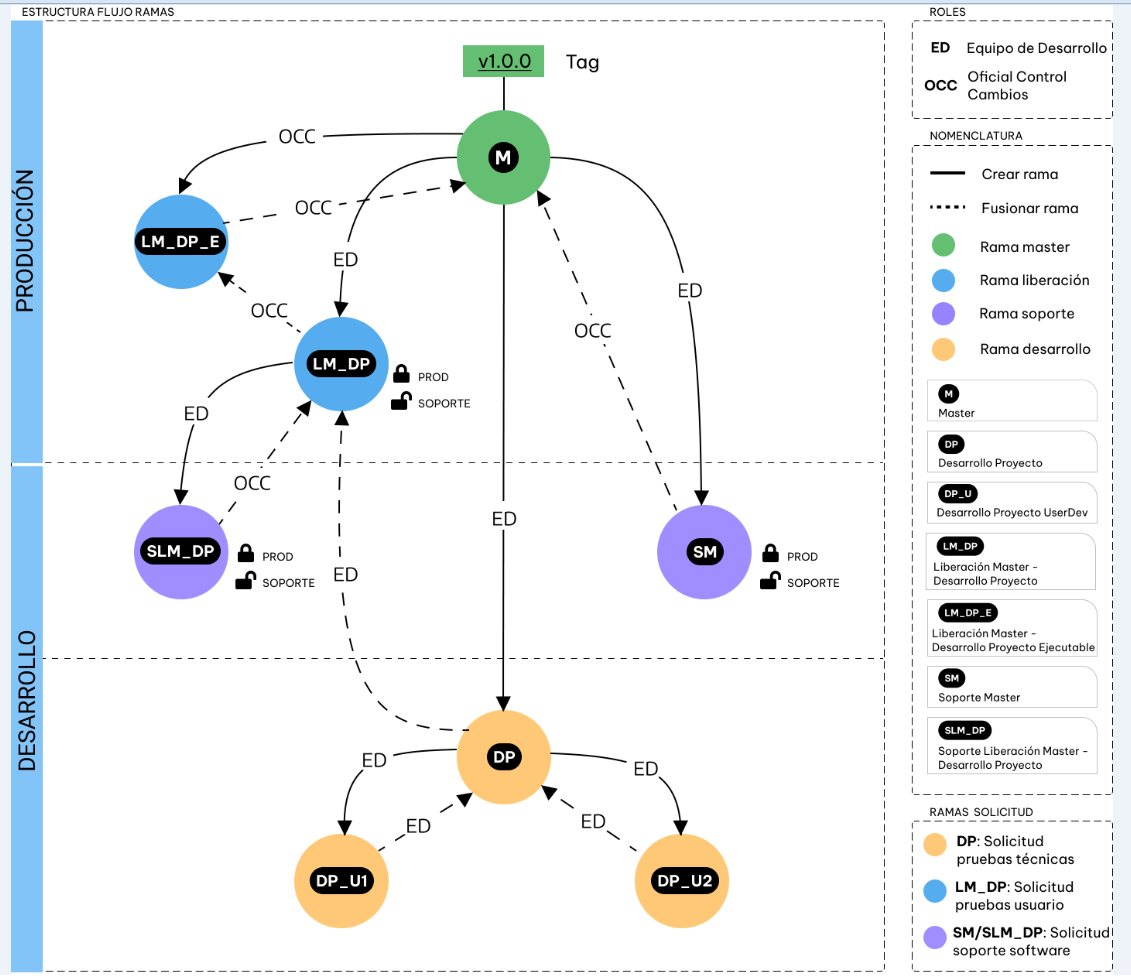 ESTRUCTURA FLUJO RAMAS
PRODUCCIÓN
DESARROLLO
v1.0.0
Tag
M
OCC
OCC
LM_DP_E
ED
ED
OCC
OCC
LM_DP
PROD
SOPORTE
ED
OCC
ED
SLM_DP
PROD
SOPORTE
SM
PROD
SOPORTE
ED
DP
ED
ED
ED
ED
DP_U1
DP_U2
ROLES
ED Equipo de Desarrollo
OCC Oficial Control
Cambios
NOMENCLATURA
Crear rama
Fusionar rama
Rama master
Rama liberación
Rama soporte
Rama desarrollo
M
Master
DP
Desarrollo Proyecto
DP_U
Desarrollo Proyecto UserDev
LM_DP
Liberación Master -
Desarrollo Proyecto
LM_DP_E
Liberación Master -
Desarrollo Proyecto Ejecutable
SM
Soporte Master
SLM_DP
Soporte Liberación Master -
Desarrollo Proyecto
RAMAS SOLICITUD
DP: Solicitud
pruebas técnicas
LM_DP: Solicitud
pruebas usuario
SM/SLM_DP: Solicitud
soporte software